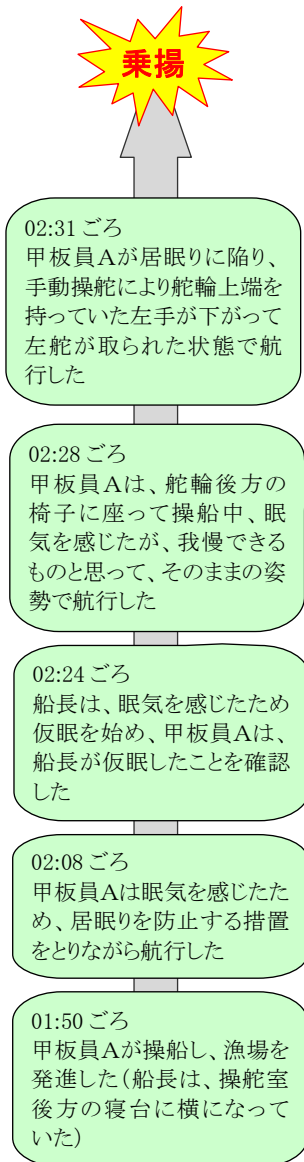 乗揚
02:31 ごろ
甲板員Aが居眠りに陥り、
手動操舵により舵輪上端を
持っていた左手が下がって
左舵が取られた状態で航
行した
02:28 ごろ
甲板員Aは、舵輪後方の
椅子に座って操船中、眠
気を感じたが、我慢できる
ものと思って、そのままの姿
勢で航行した
02:24 ごろ
船長は、眠気を感じたため
仮眠を始め、甲板員Aは、
船長が仮眠したことを確認
した
02:08 ごろ
甲板員Aは眠気を感じたた
め、居眠りを防止する措置
をとりながら航行した
01:50 ごろ
甲板員Aが操船し、漁場を
発進した(船長は、操舵室
後方の寝台に横になって
いた)